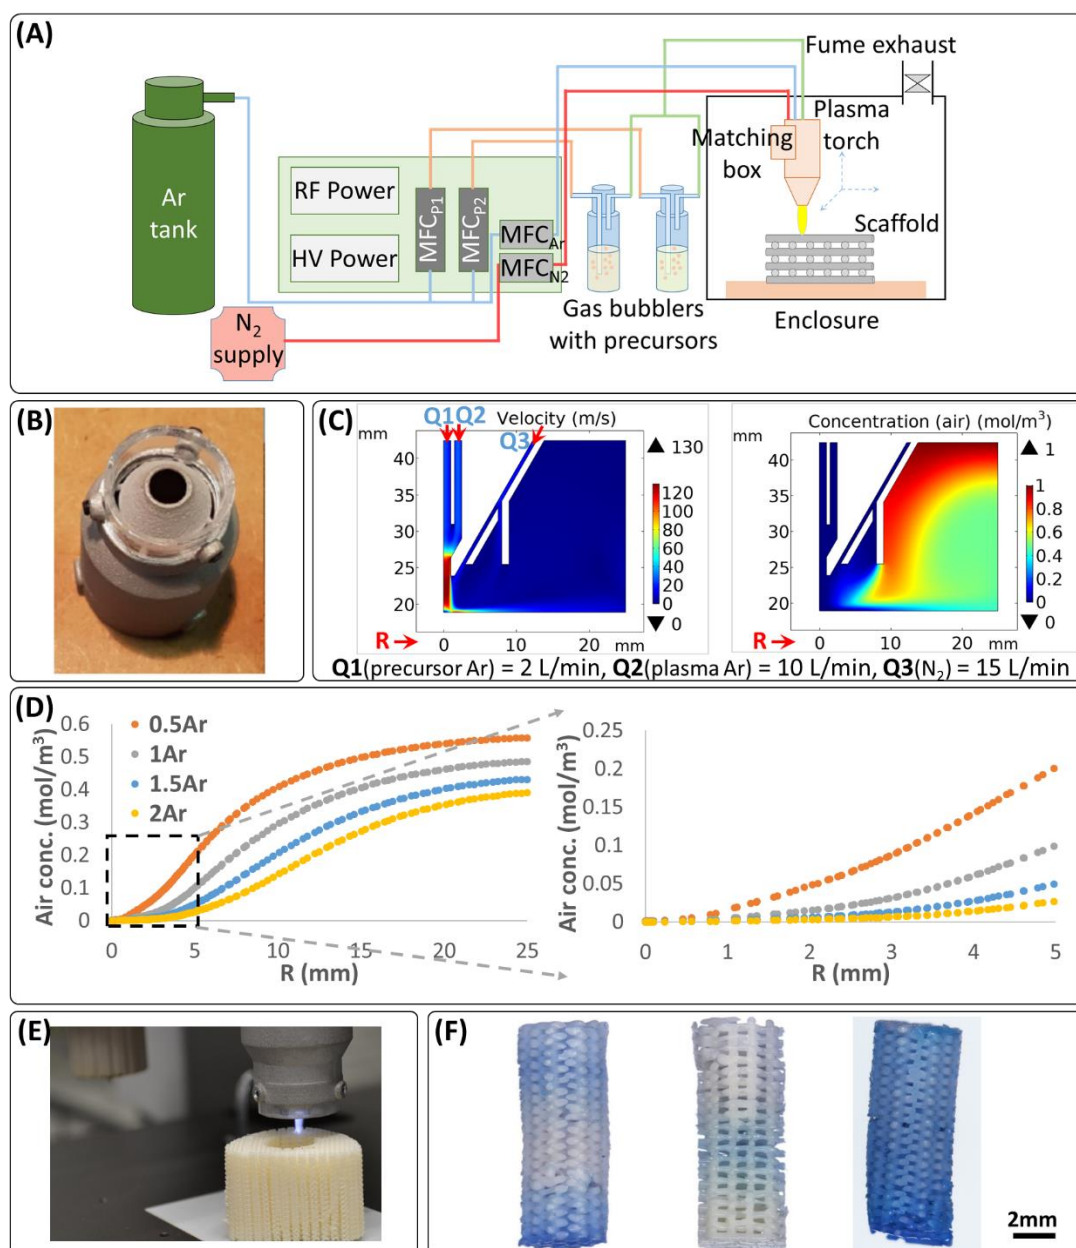 (A)
Fume exhaust
Ar
tank
RF Power
HV Power
MFC_P1
MFC_P2
MFC_Ar
MFC_N2
N₂
supply
Gas bubblers
with precursors
Matching
box
Plasma
torch
Scaffold
Enclosure
(B)
(C)
Q1 Q2 Velocity (m/s)
Q3
mm
40
35
30
25
20
0 10 20 mm
R
130
120
100
80
60
40
20
0
0
Concentration (air) (mol/m³)
mm
40
35
30
25
20
0 10 20 mm
R
1
1
0.8
0.6
0.4
0.2
0
0
Q1(precursor Ar) = 2 L/min, Q2(plasma Ar) = 10 L/min, Q3(N₂) = 15 L/min
(D)
Air conc. (mol/m³)
0.6
0.5
0.4
0.3
0.2
0.1
0
0.5Ar
1Ar
1.5Ar
2Ar
0 5 10 15 20 25
R (mm)
Air conc. (mol/m³)
0.25
0.2
0.15
0.1
0.05
0
0 1 2 3 4 5
R (mm)
(E)
(F)
2mm